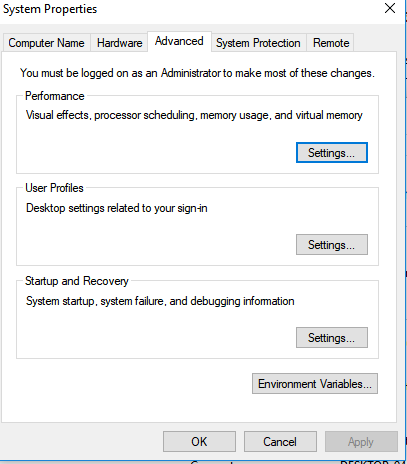 System Properties
Computer Name Hardware Advanced System Protection Remote
You must be logged on as an Administrator to make most of these changes.
Performance
Visual effects, processor scheduling, memory usage, and virtual memory
Settings...
User Profiles
Desktop settings related to your sign-in
Settings...
Startup and Recovery
System startup, system failure, and debugging information
Settings...
Environment Variables...
OK Cancel Apply